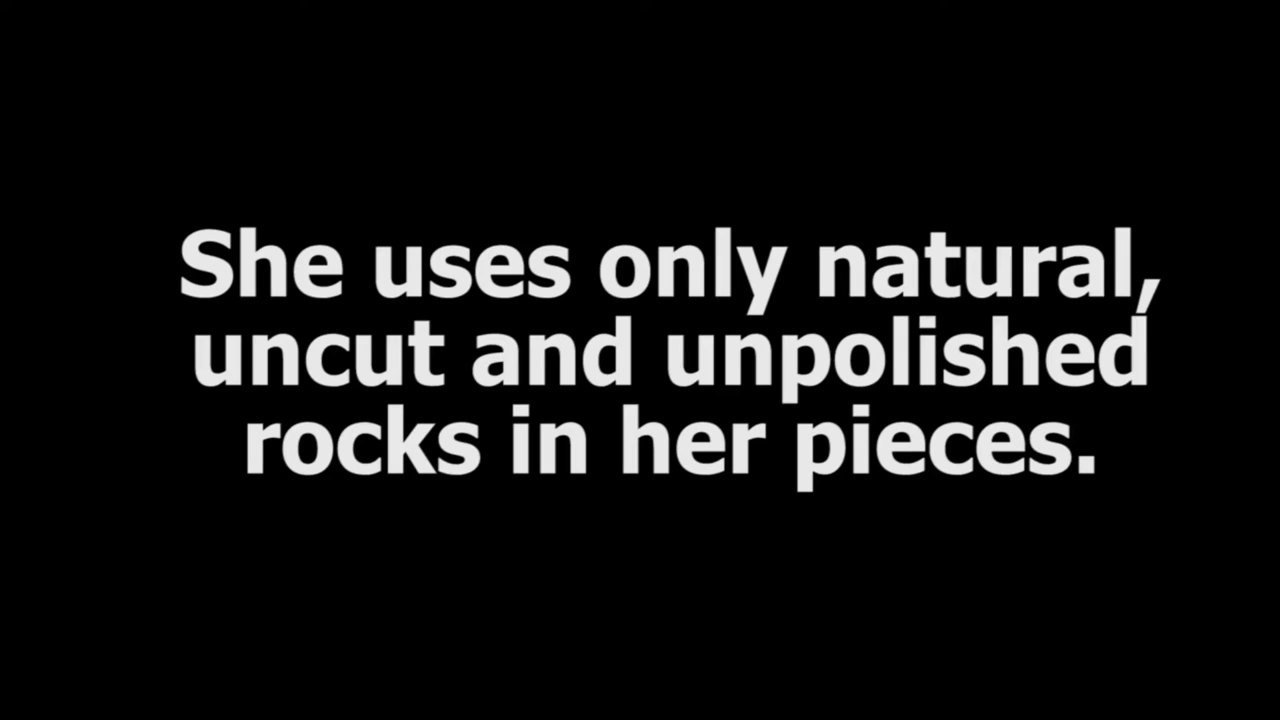 She uses only natural,
uncut and unpolished
rocks in her pieces.